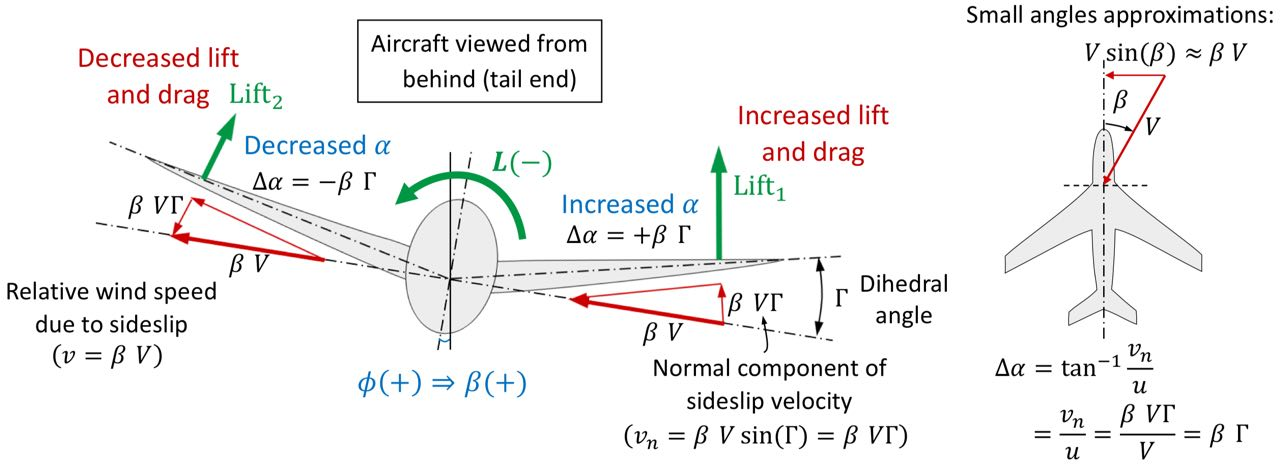 Aircraft viewed from
behind (tail end)
Decreased lift
and drag
Lift₂
Decreased α
Δα = −β Γ
β VΓ
β V
Relative wind speed
due to sideslip
(v = β V)
L(−)
ϕ(+) ⇒ β(+)
Increased lift
and drag
Lift₁
Increased α
Δα = +β Γ
β VΓ
β V
Γ
Dihedral
angle
Normal component of
sideslip velocity
(vₙ = β V sin(Γ) = β VΓ)
Small angles approximations:
V sin(β) ≈ β V
β
V
Δα = tan⁻¹ vₙ/u
= vₙ/u = β VΓ/V = β Γ